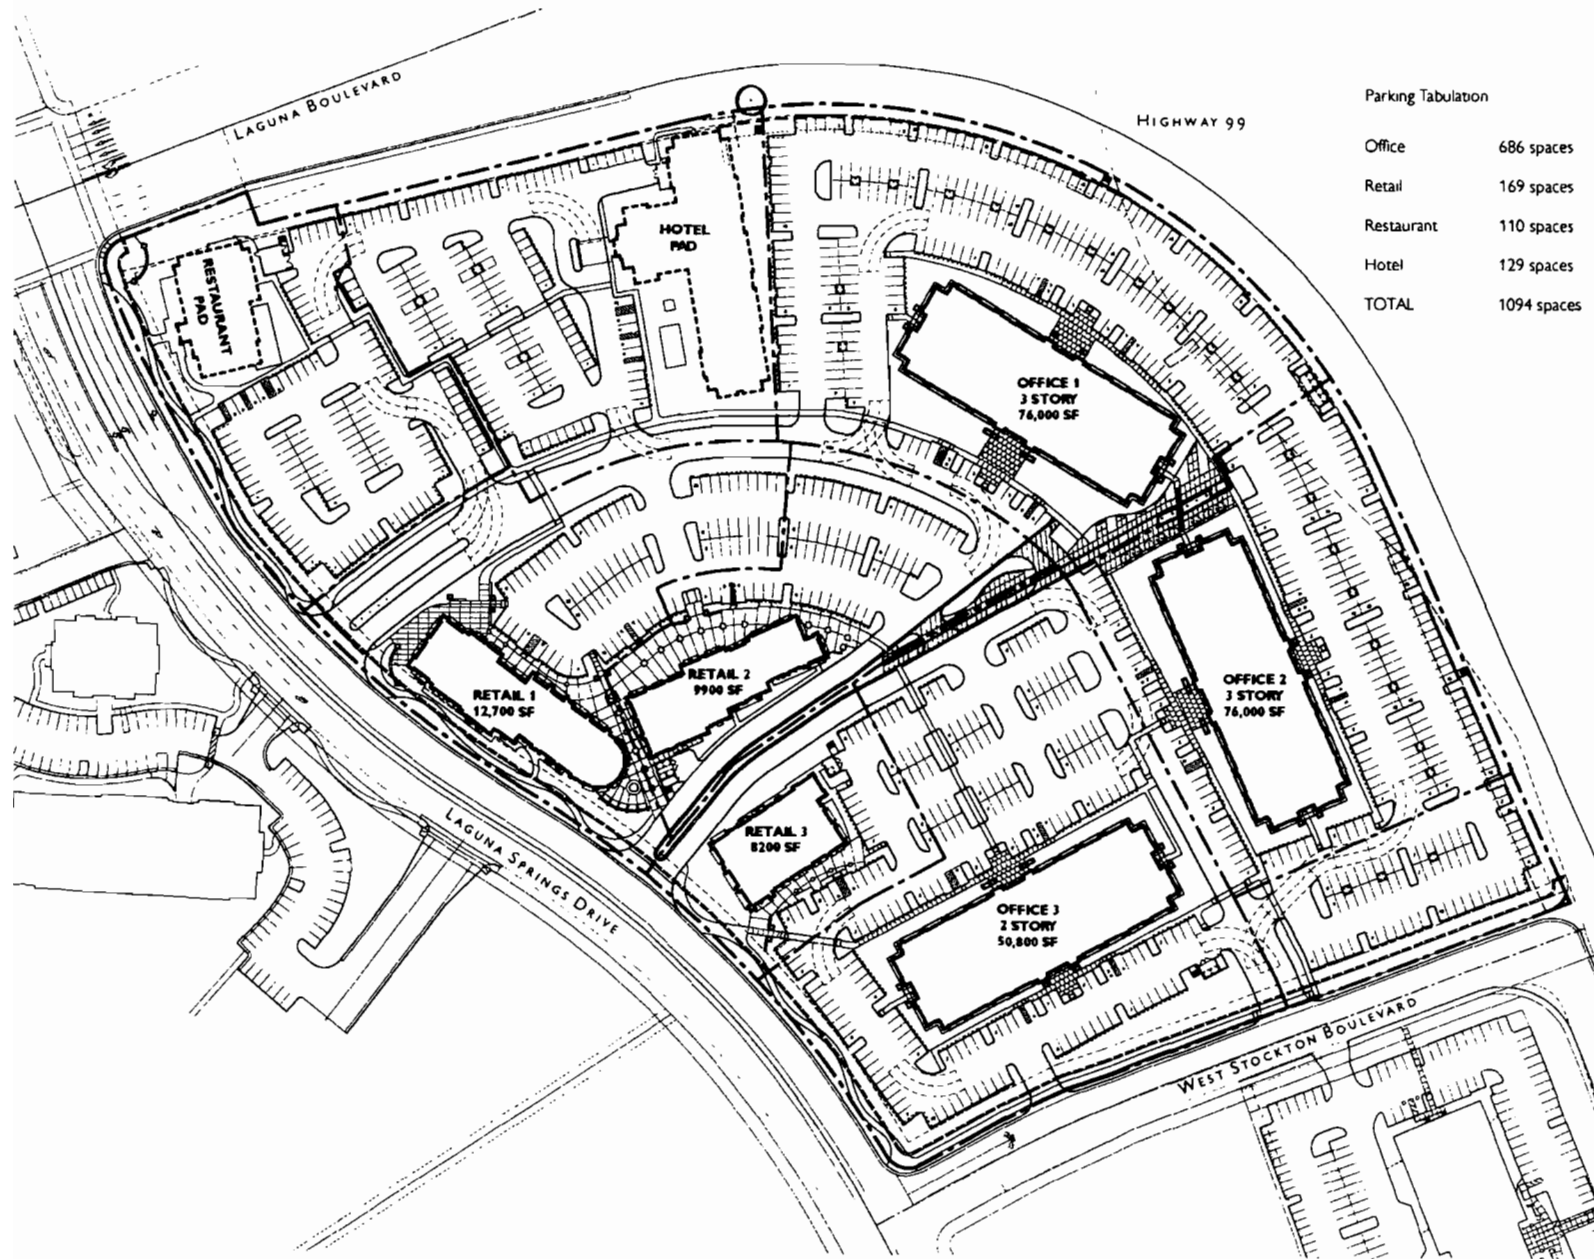 LAGUNA BOULEVARD
HIGHWAY 99
Parking Tabulation
Office 686 spaces
Retail 169 spaces
Restaurant 110 spaces
Hotel 129 spaces
TOTAL 1094 spaces
RESTAURANT
PAD
HOTEL
PAD
OFFICE 1
3 STORY
76,000 SF
RETAIL 1
12,700 SF
RETAIL 2
9900 SF
OFFICE 2
3 STORY
76,000 SF
RETAIL 3
8200 SF
OFFICE 3
2 STORY
50,800 SF
LAGUNA SPRINGS DRIVE
WEST STOCKTON BOULEVARD